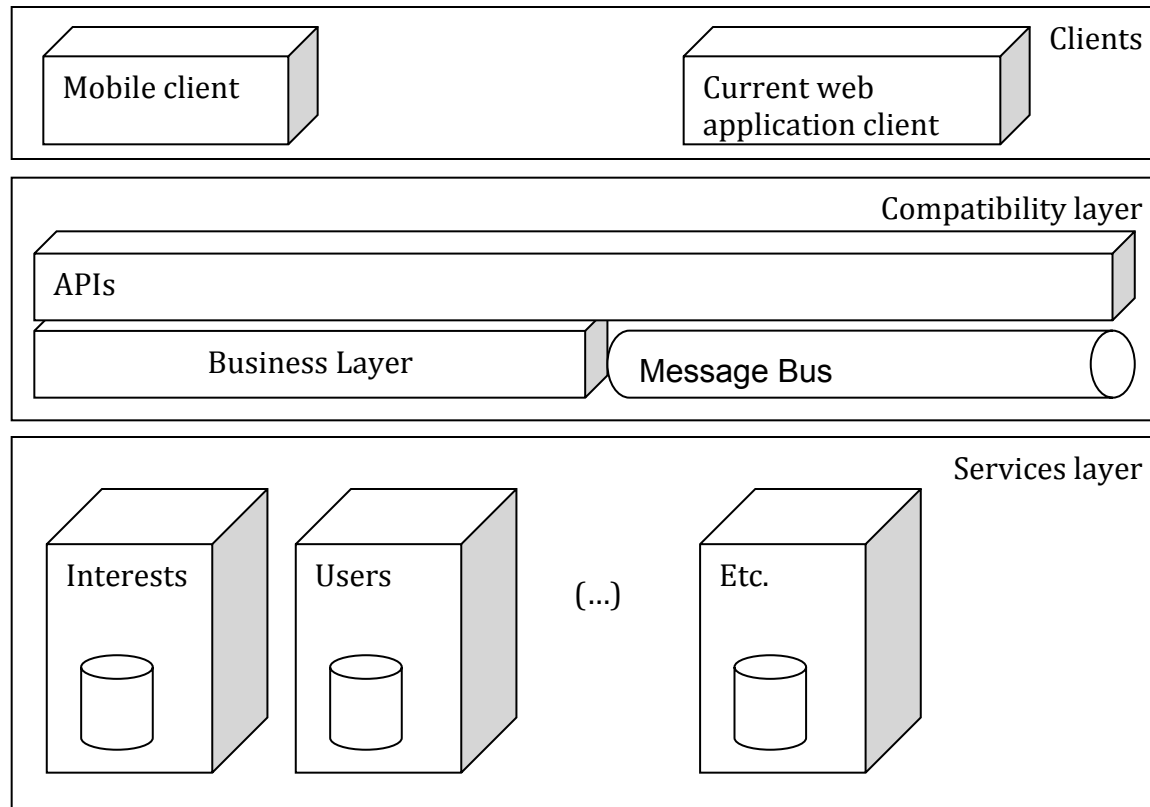 Clients
Mobile client
Current web
application client
Compatibility layer
APIs
Business Layer
Message Bus
Services layer
Interests
Users
(...)
Etc.